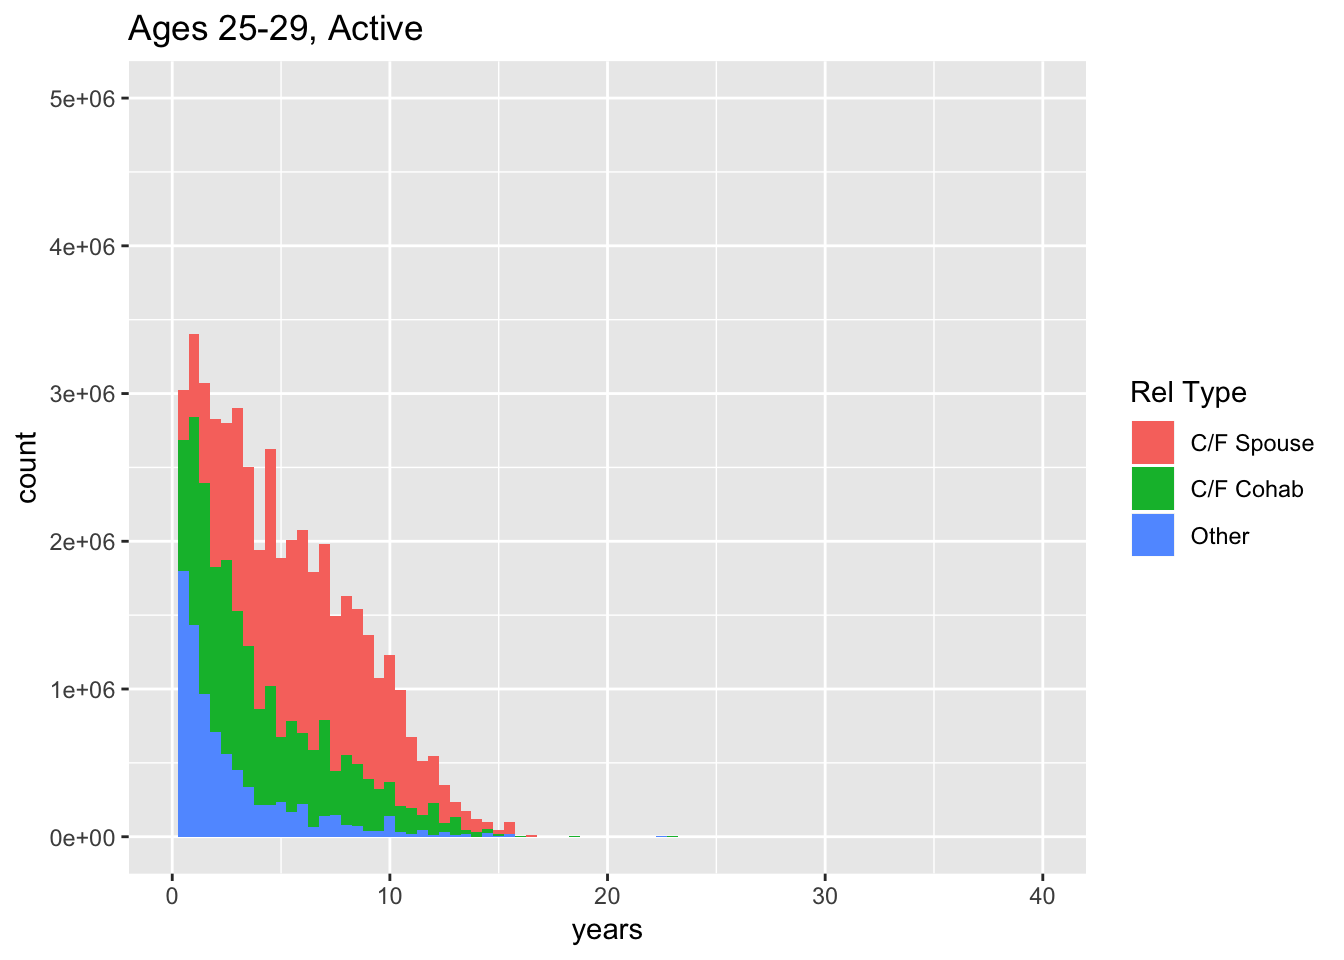 Ages 25-29, Active
5e+06
4e+06
3e+06
2e+06
1e+06
0e+00
count
0 10 20 30 40
years
Rel Type
C/F Spouse
C/F Cohab
Other